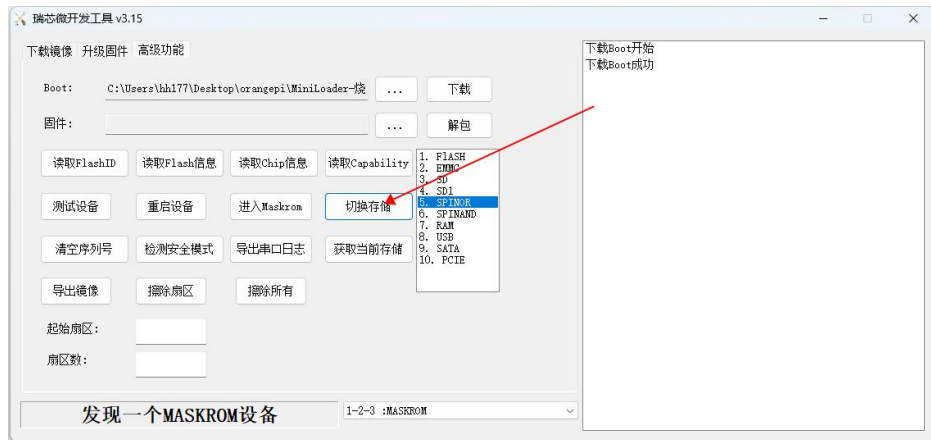 瑞芯微开发工具 v3.15
下载镜像 升级固件 高级功能
Boot: C:\Users\hh177\Desktop\orangepi\MiniLoader-烧 ... 下载
固件: ... 解包
读取FlashID 读取Flash信息 读取Chip信息 读取Capability
测试设备 重启设备 进入Maskrom 切换存储
清空序列号 检测安全模式 导出串口日志 获取当前存储
导出镜像 擦除扇区 擦除所有
起始扇区:
扇区数:
1. FlASH
2. EMMC
3. SD
4. SD1
5. SPINOR
6. SPINAND
7. RAM
8. USB
9. SATA
10. PCIE
发现一个MASKROM设备 1-2-3 :MASKROM
下载Boot开始
下载Boot成功